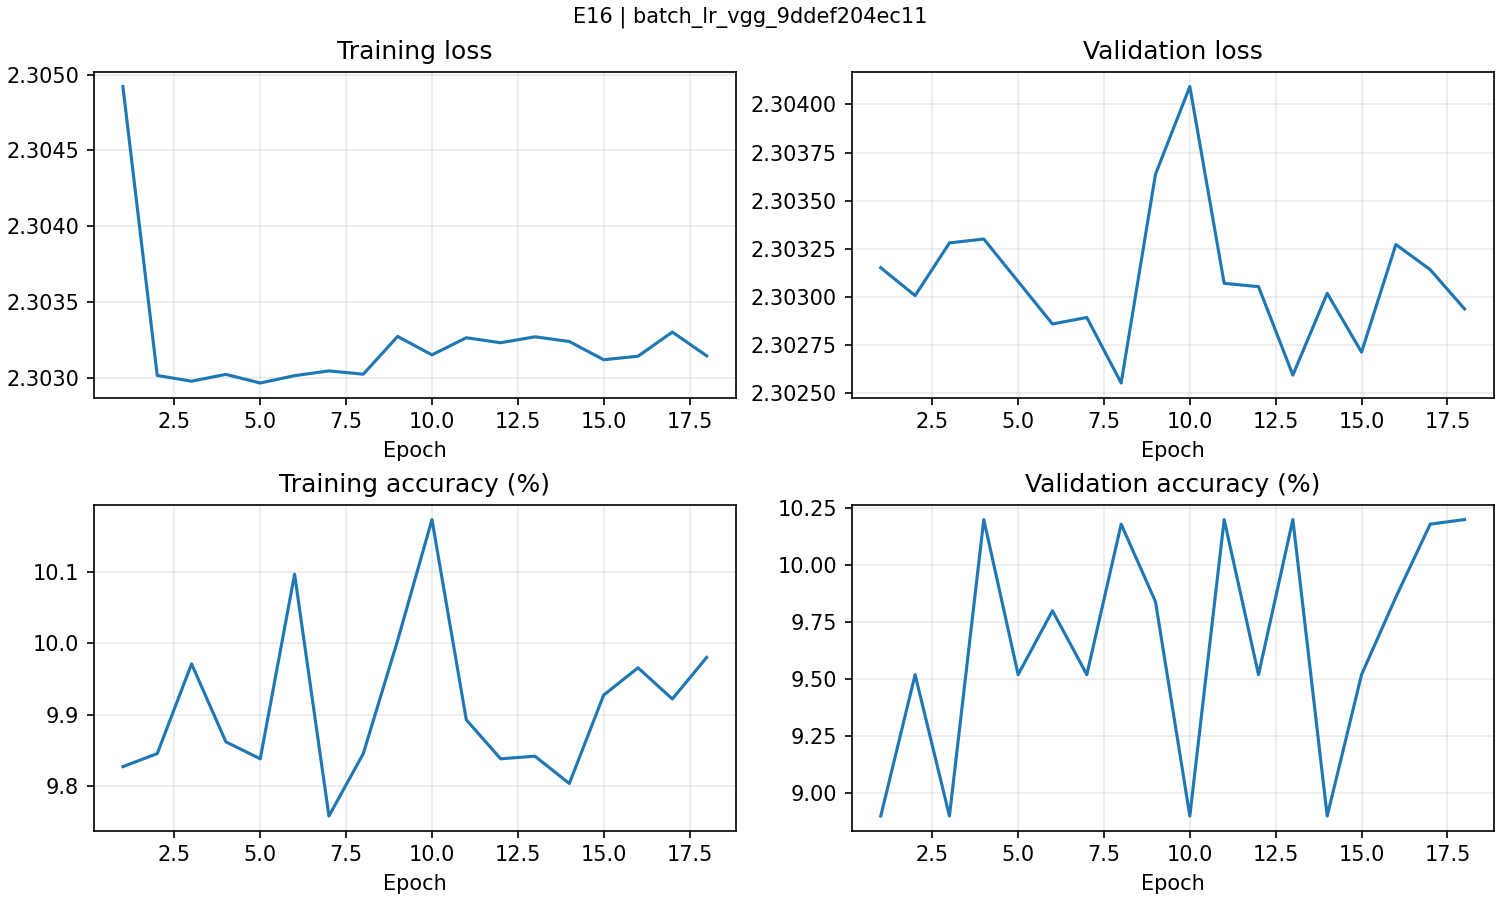 E16 | batch_lr_vgg_9ddef204ec11
Training loss
2.3050
2.3045
2.3040
2.3035
2.3030
2.5 5.0 7.5 10.0 12.5 15.0 17.5
Epoch
Validation loss
2.30400
2.30375
2.30350
2.30325
2.30300
2.30275
2.30250
2.5 5.0 7.5 10.0 12.5 15.0 17.5
Epoch
Training accuracy (%)
10.1
10.0
9.9
9.8
2.5 5.0 7.5 10.0 12.5 15.0 17.5
Epoch
Validation accuracy (%)
10.25
10.00
9.75
9.50
9.25
9.00
2.5 5.0 7.5 10.0 12.5 15.0 17.5
Epoch